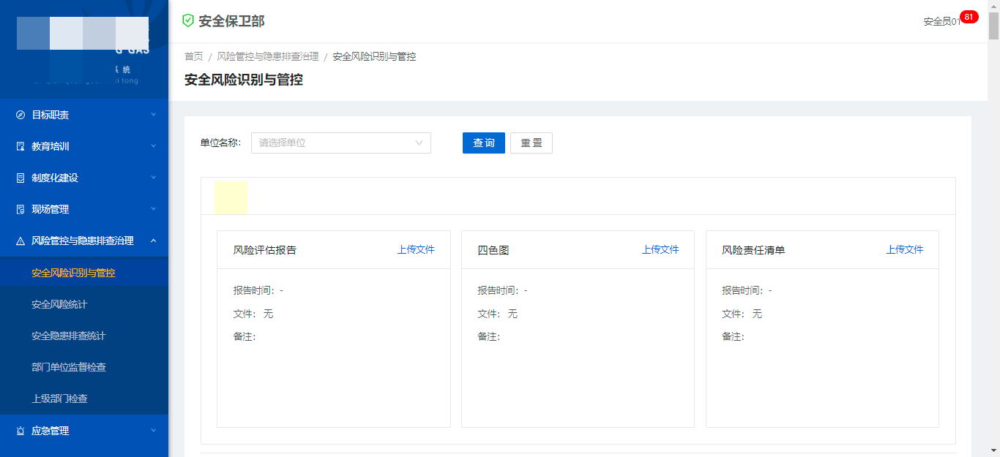 G GAS
系 统
安全保卫部
安全员01
81
首页 / 风险管控与隐患排查治理 / 安全风险识别与管控
安全风险识别与管控
目标职责
教育培训
制度化建设
现场管理
风险管控与隐患排查治理
安全风险识别与管控
安全风险统计
安全隐患排查统计
部门单位监督检查
上级部门检查
应急管理
单位名称: 请选择单位 查 询 重 置
风险评估报告 上传文件
报告时间: -
文件: 无
备注:
四色图 上传文件
报告时间: -
文件: 无
备注:
风险责任清单 上传文件
报告时间: -
文件: 无
备注: